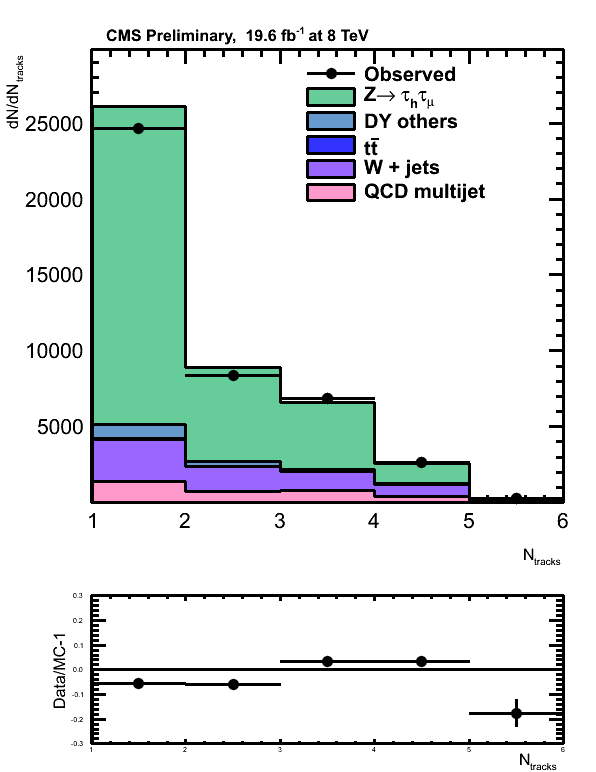 CMS Preliminary, 19.6 fb-1 at 8 TeV
dN/dNtracks
Observed
Z→ τhτμ
DY others
tt̄
W + jets
QCD multijet
25000
20000
15000
10000
5000
1 2 3 4 5 6
Ntracks
Data/MC-1
0.3
0.2
0.1
0.0
-0.1
-0.2
-0.3
1 2 3 4 5 6
Ntracks